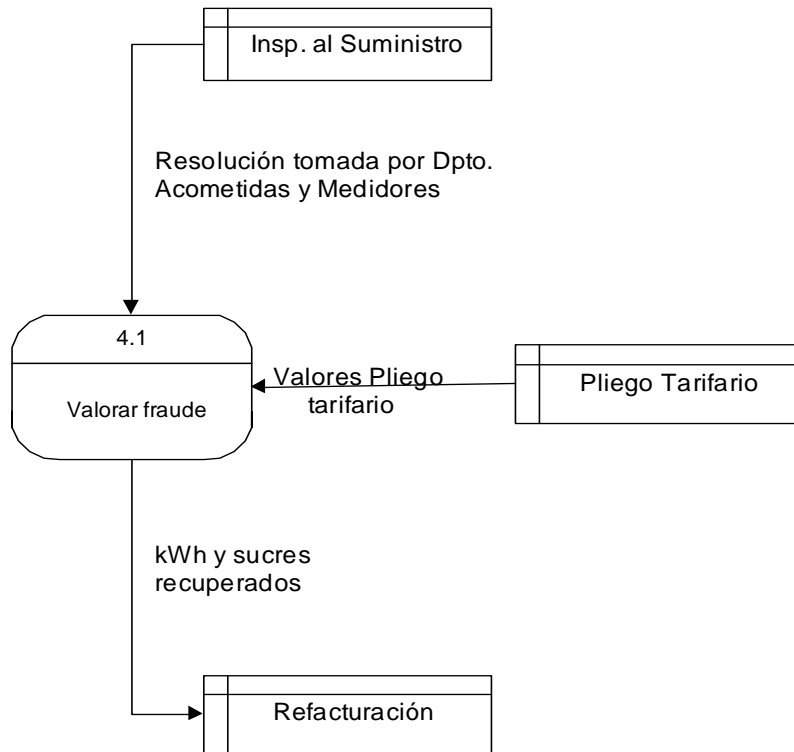 Insp. al Suministro
Resolución tomada por Dpto.
Acometidas y Medidores
4.1
Valorar fraude
Valores Pliego
tarifario
Pliego Tarifario
kWh y sucres
recuperados
Refacturación